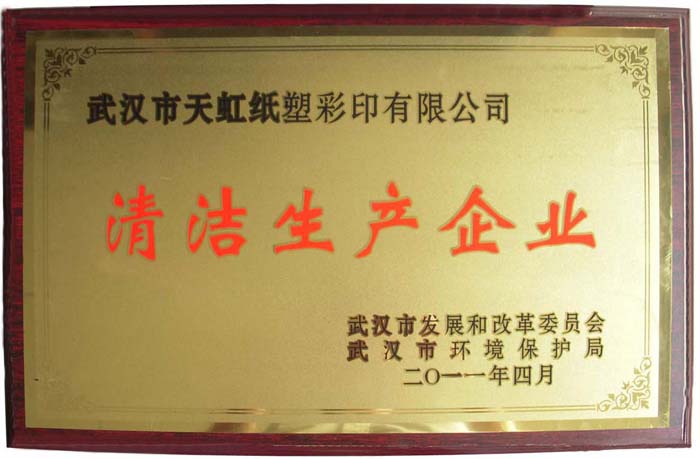 武汉市天虹纸塑彩印有限公司
清洁生产企业
武汉市发展和改革委员会
武汉市环境保护局
二〇一一年四月